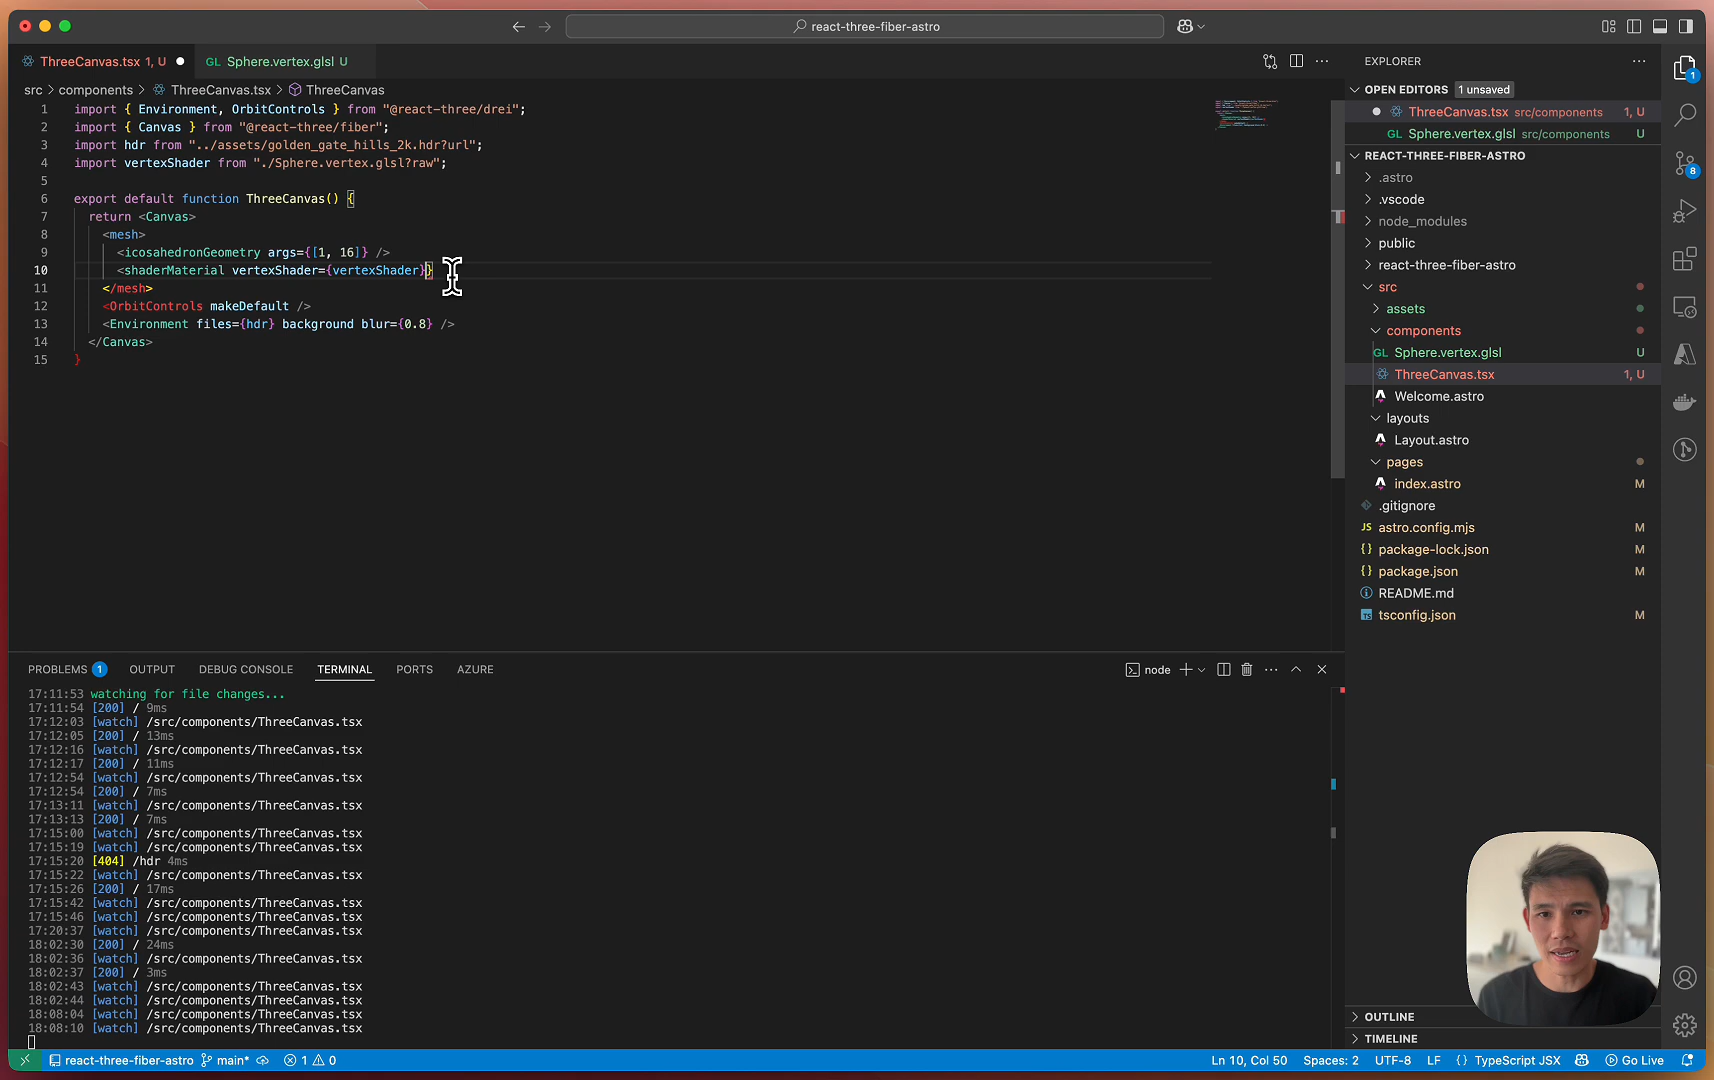 react-three-fiber-astro
ThreeCanvas.tsx 1, U
GL Sphere.vertex.glsl U
src > components > ThreeCanvas.tsx > ThreeCanvas
1 import { Environment, OrbitControls } from "@react-three/drei";
2 import { Canvas } from "@react-three/fiber";
3 import hdr from "../assets/golden_gate_hills_2k.hdr?url";
4 import vertexShader from "./Sphere.vertex.glsl?raw";
5
6 export default function ThreeCanvas() {
7 return <Canvas>
8 <mesh>
9 <icosahedronGeometry args={[1, 16]} />
10 <shaderMaterial vertexShader={vertexShader}}
11 </mesh>
12 <OrbitControls makeDefault />
13 <Environment files={hdr} background blur={0.8} />
14 </Canvas>
15 }
PROBLEMS 1 OUTPUT DEBUG CONSOLE TERMINAL PORTS AZURE
node
17:11:53 watching for file changes...
17:11:54 [200] / 9ms
17:12:03 [watch] /src/components/ThreeCanvas.tsx
17:12:05 [200] / 13ms
17:12:16 [watch] /src/components/ThreeCanvas.tsx
17:12:17 [200] / 11ms
17:12:54 [watch] /src/components/ThreeCanvas.tsx
17:12:54 [200] / 7ms
17:13:11 [watch] /src/components/ThreeCanvas.tsx
17:13:13 [200] / 7ms
17:15:00 [watch] /src/components/ThreeCanvas.tsx
17:15:19 [watch] /src/components/ThreeCanvas.tsx
17:15:20 [404] /hdr 4ms
17:15:22 [watch] /src/components/ThreeCanvas.tsx
17:15:26 [200] / 17ms
17:15:42 [watch] /src/components/ThreeCanvas.tsx
17:15:46 [watch] /src/components/ThreeCanvas.tsx
17:20:37 [watch] /src/components/ThreeCanvas.tsx
18:02:30 [200] / 24ms
18:02:36 [watch] /src/components/ThreeCanvas.tsx
18:02:37 [200] / 3ms
18:02:43 [watch] /src/components/ThreeCanvas.tsx
18:02:44 [watch] /src/components/ThreeCanvas.tsx
18:08:04 [watch] /src/components/ThreeCanvas.tsx
18:08:10 [watch] /src/components/ThreeCanvas.tsx
EXPLORER
OPEN EDITORS 1 unsaved
ThreeCanvas.tsx src/components 1, U
GL Sphere.vertex.glsl src/components U
REACT-THREE-FIBER-ASTRO
.astro
.vscode
node_modules
public
react-three-fiber-astro
src
assets
components
GL Sphere.vertex.glsl U
ThreeCanvas.tsx 1, U
Welcome.astro
layouts
Layout.astro
pages
index.astro M
.gitignore
JS astro.config.mjs M
{} package-lock.json M
{} package.json M
README.md
TS tsconfig.json M
OUTLINE
TIMELINE
1
8
react-three-fiber-astro main* 1 0
Ln 10, Col 50 Spaces: 2 UTF-8 LF {} TypeScript JSX Go Live